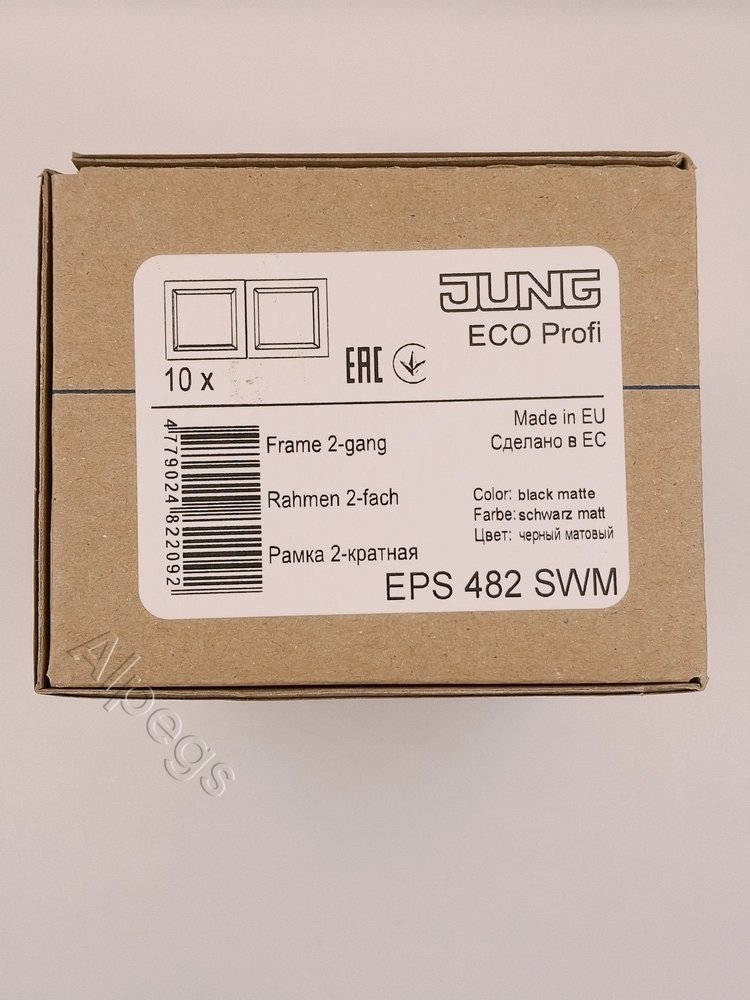 JUNG
ECO Profi
10 x
EAC
Made in EU
Сделано в ЕС
4779024822092
Frame 2-gang
Rahmen 2-fach
Рамка 2-кратная
Color: black matte
Farbe: schwarz matt
Цвет: черный матовый
EPS 482 SWM
Alpegs